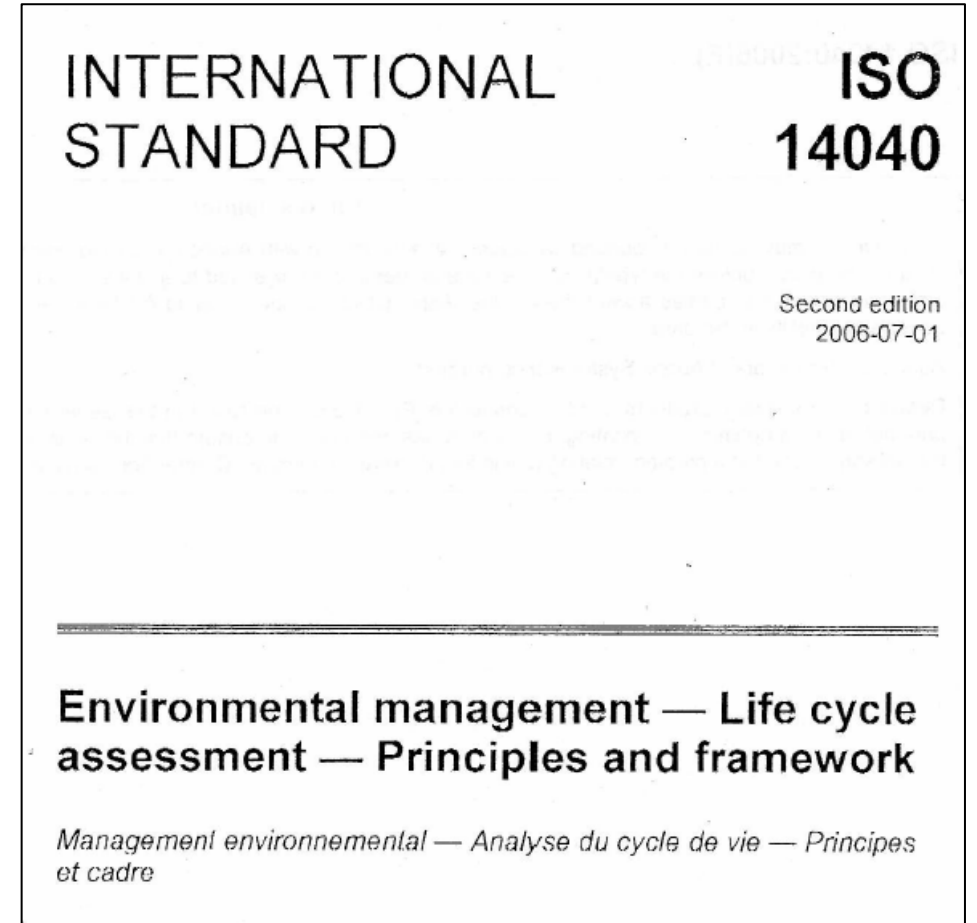 INTERNATIONAL STANDARD
ISO 14040
Second edition
2006-07-01
Environmental management — Life cycle
assessment — Principles and framework
Management environnemental — Analyse du cycle de vie — Principes
et cadre